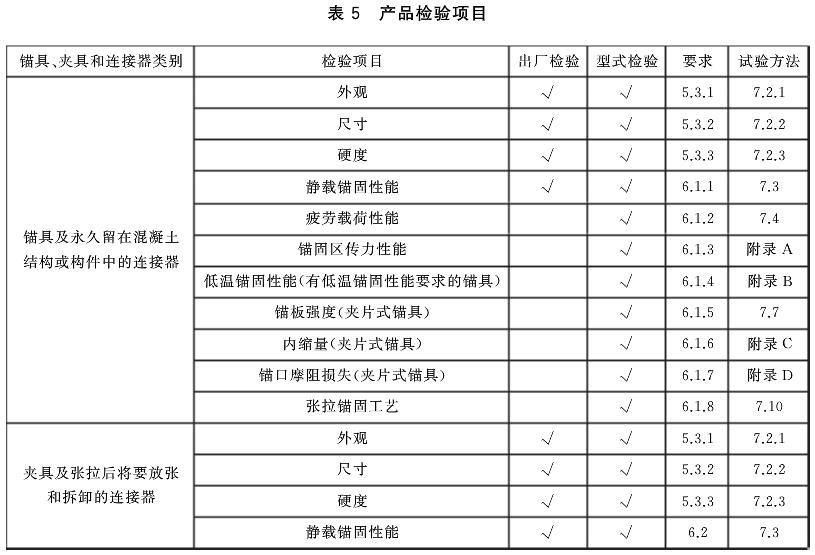 表 5 产品检验项目
锚具、夹具和连接器类别 检验项目 出厂检验 型式检验 要求 试验方法
锚具及永久留在混凝土
结构或构件中的连接器
外观 √ √ 5.3.1 7.2.1
尺寸 √ √ 5.3.2 7.2.2
硬度 √ √ 5.3.3 7.2.3
静载锚固性能 √ √ 6.1.1 7.3
疲劳载荷性能 √ 6.1.2 7.4
锚固区传力性能 √ 6.1.3 附录 A
低温锚固性能(有低温锚固性能要求的锚具) √ 6.1.4 附录 B
锚板强度(夹片式锚具) √ 6.1.5 7.7
内缩量(夹片式锚具) √ 6.1.6 附录 C
锚口摩阻损失(夹片式锚具) √ 6.1.7 附录 D
张拉锚固工艺 √ 6.1.8 7.10
夹具及张拉后将要放张
和拆卸的连接器
外观 √ √ 5.3.1 7.2.1
尺寸 √ √ 5.3.2 7.2.2
硬度 √ √ 5.3.3 7.2.3
静载锚固性能 √ √ 6.2 7.3